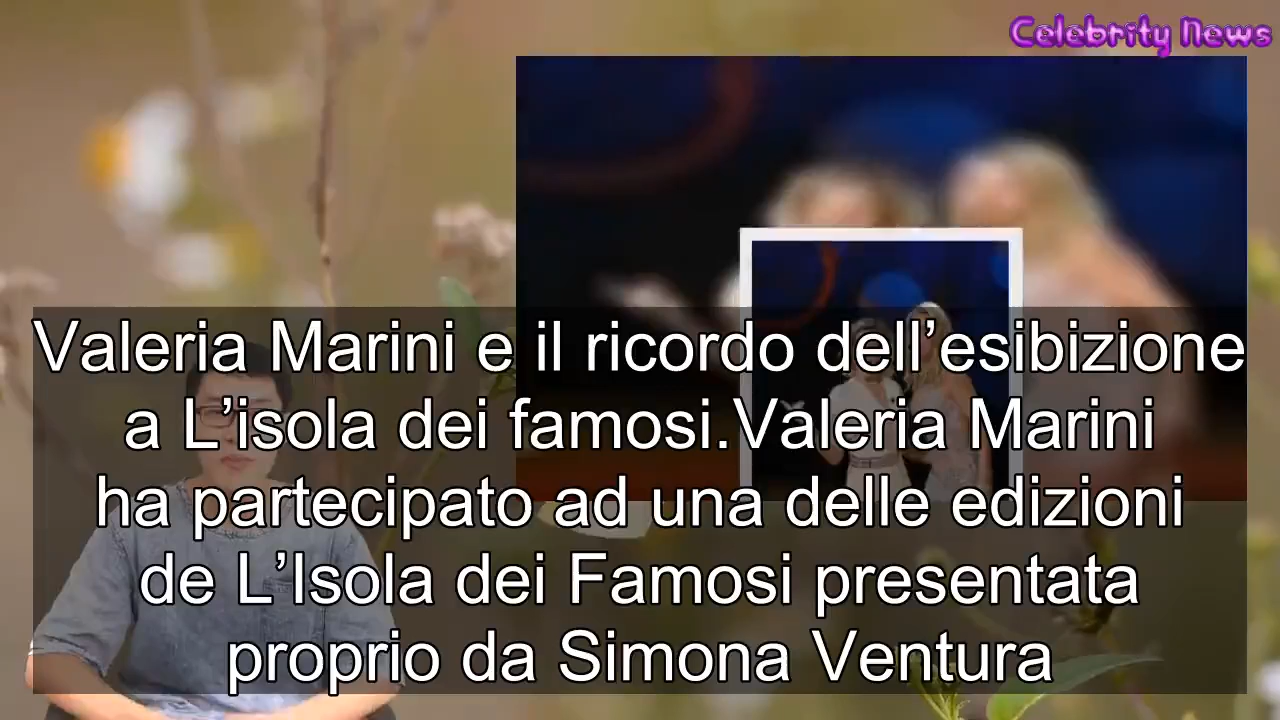 Celebrity News
Valeria Marini e il ricordo dell’esibizione
a L’isola dei famosi.Valeria Marini
ha partecipato ad una delle edizioni
de L’Isola dei Famosi presentata
proprio da Simona Ventura